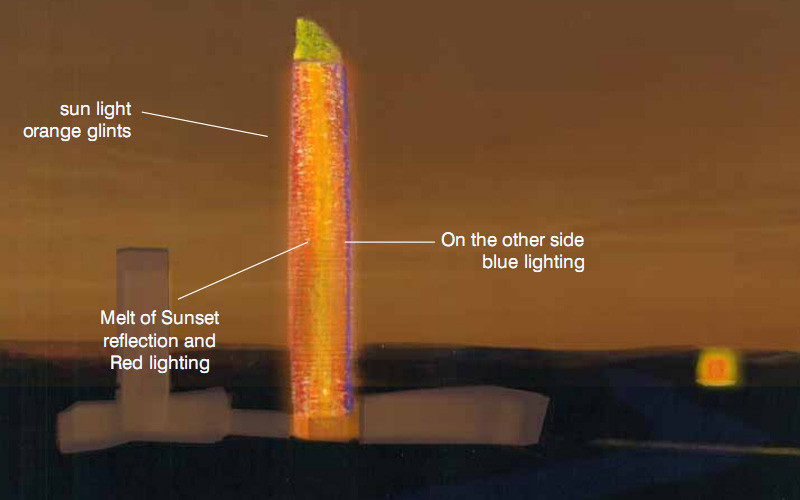 sun light
orange glints
On the other side
blue lighting
Melt of Sunset
reflection and
Red lighting